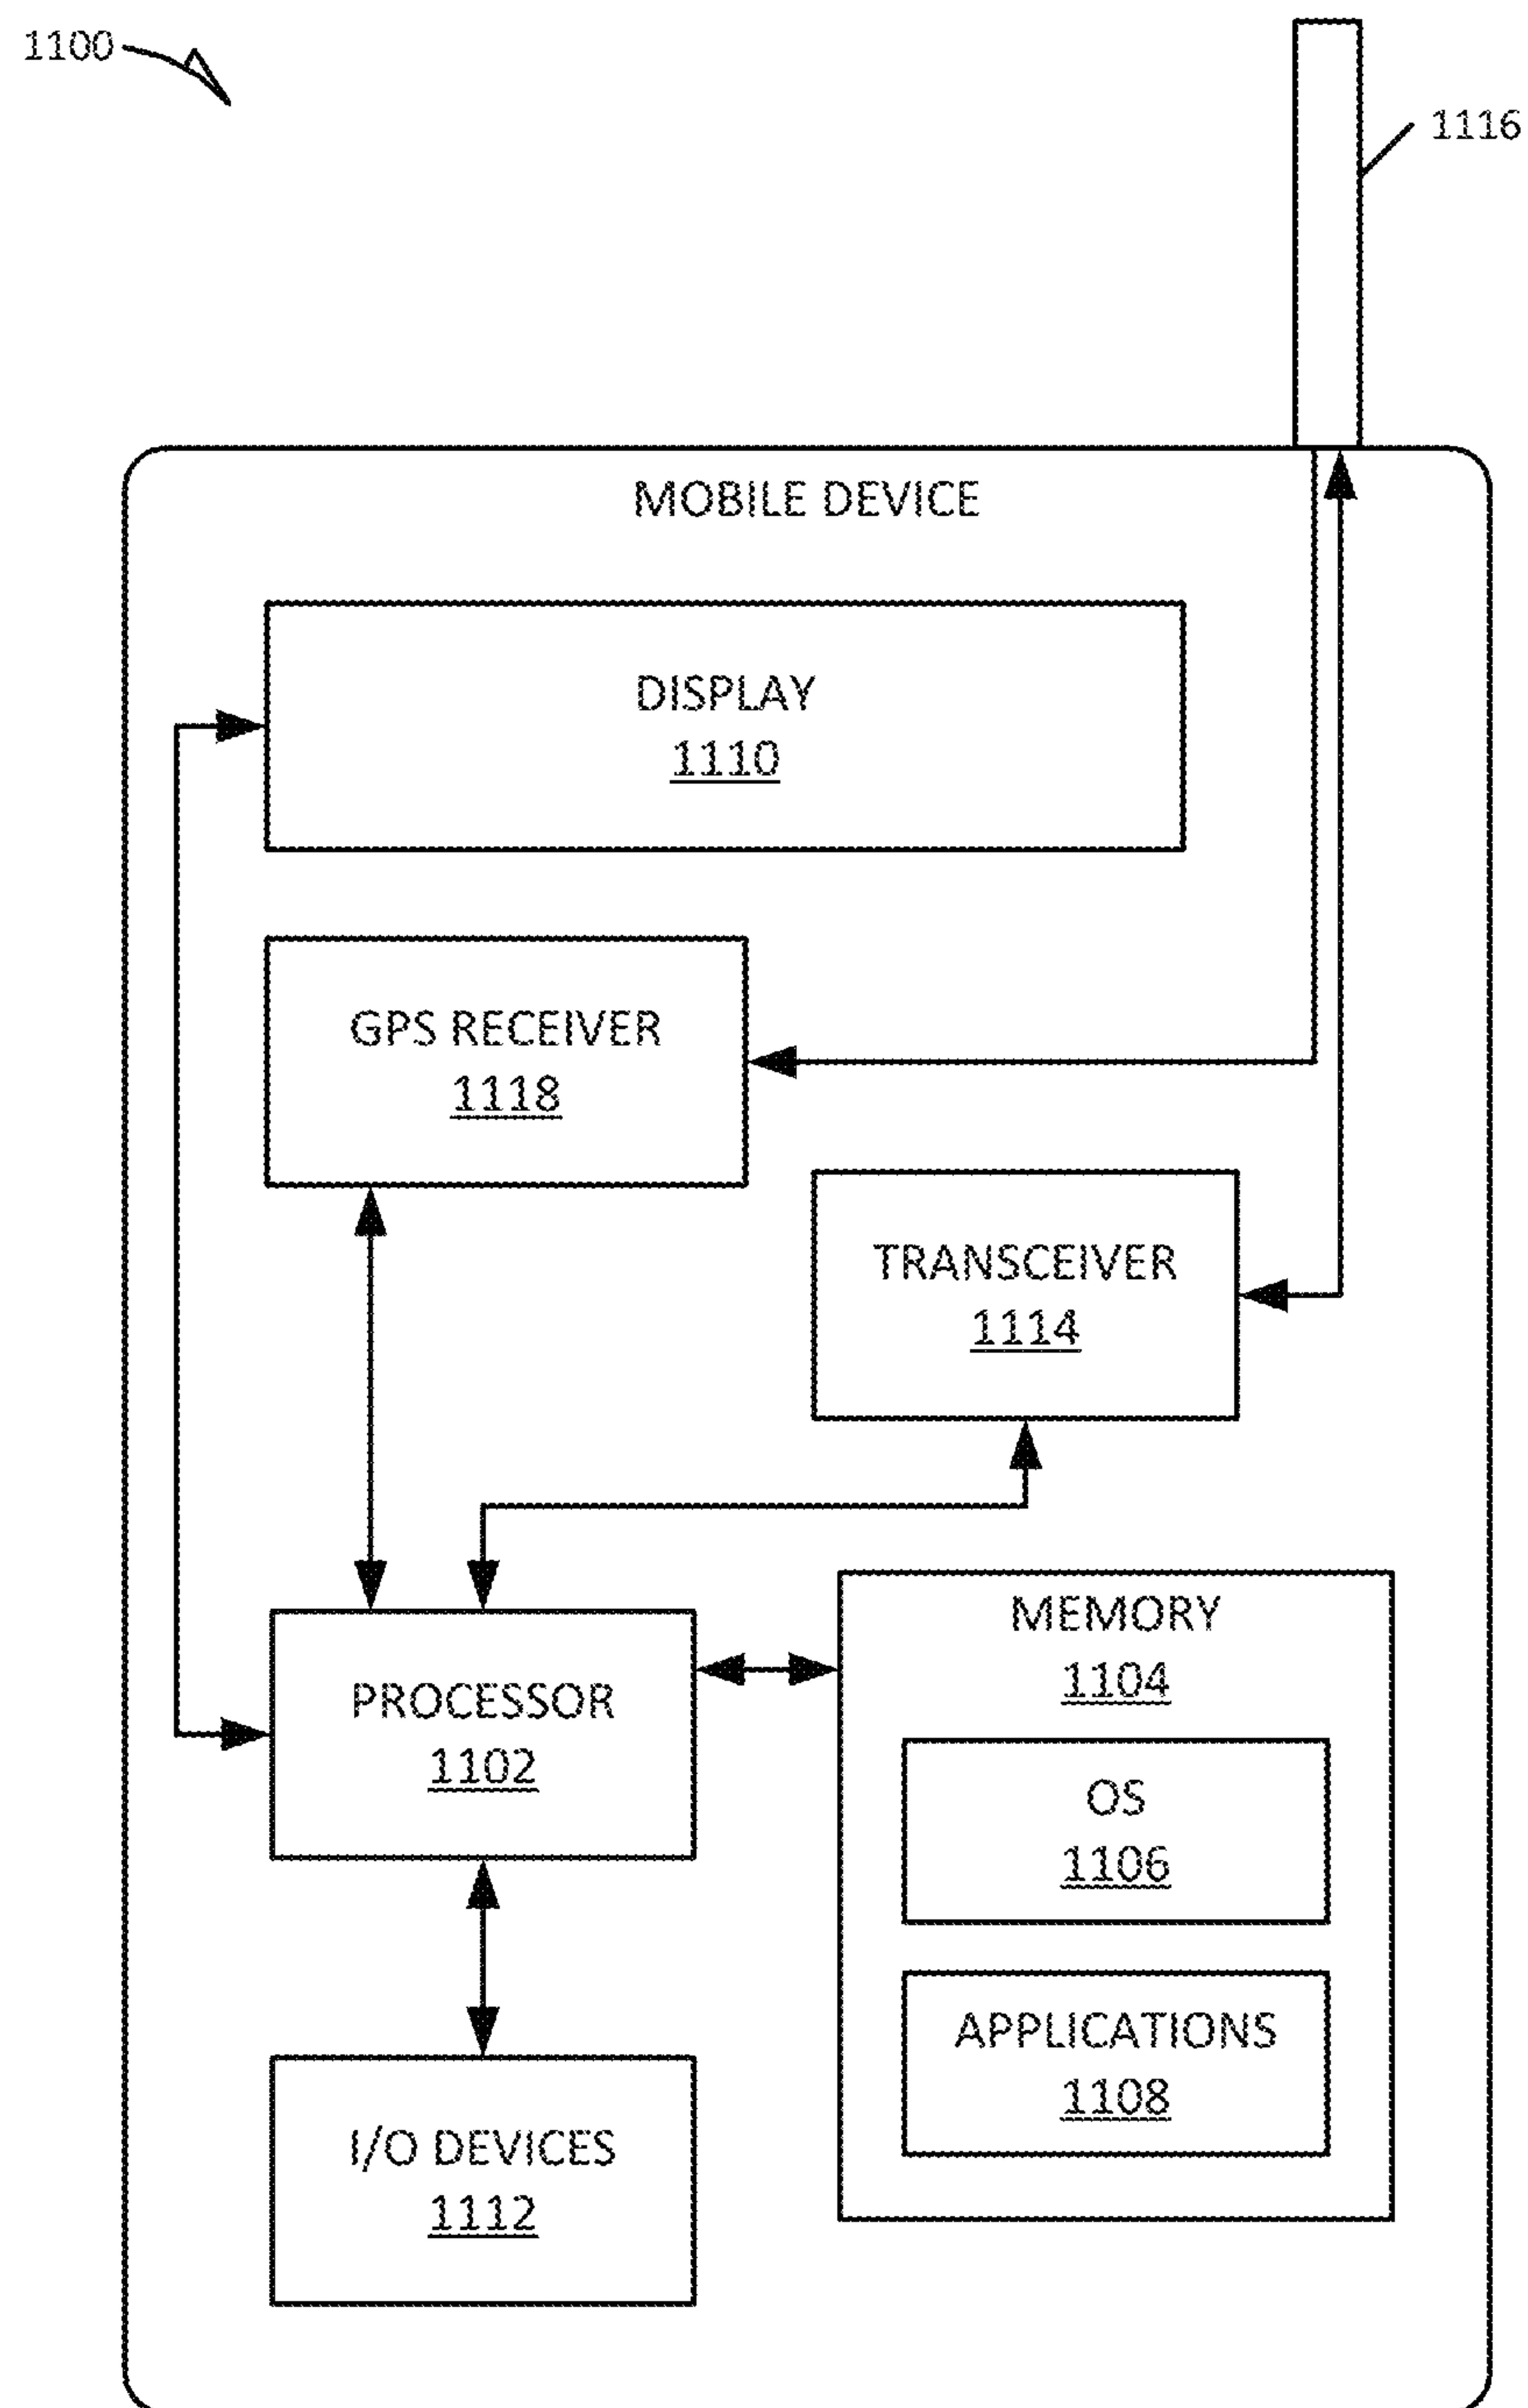 1100
1116
MOBILE DEVICE
DISPLAY
1110
GPS RECEIVER
1118
TRANSCEIVER
1114
MEMORY
1104
PROCESSOR
1102
OS
1106
APPLICATIONS
1108
I/O DEVICES
1112